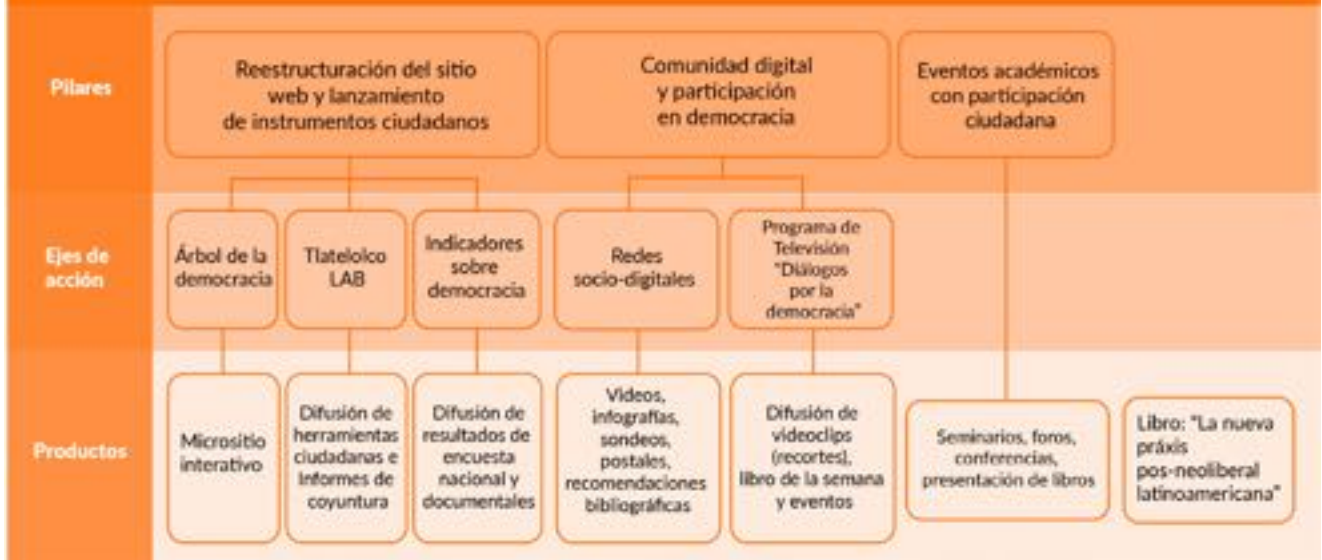 Pilares
Reestructuración del sitio
web y lanzamiento
de instrumentos ciudadanos
Comunidad digital
y participación
en democracia
Eventos académicos
con participación
ciudadana
Ejes de
acción
Árbol de la
democracia
Tlatelolco
LAB
Indicadores
sobre
democracia
Redes
socio-digitales
Programa de
Televisión
"Diálogos
por la
democracia"
Productos
Micrositio
interativo
Difusión de
herramientas
ciudadanas e
Informes de
coyuntura
Difusión de
resultados de
encuesta
nacional y
documentales
Videos,
infografías,
sondeos,
postales,
recomendaciones
bibliográficas
Difusión de
videoclips
(recortes),
libro de la semana
y eventos
Seminarios, foros,
conferencias,
presentación de libros
Libro: "La nueva
práxis
pos-neoliberal
latinoamericana"